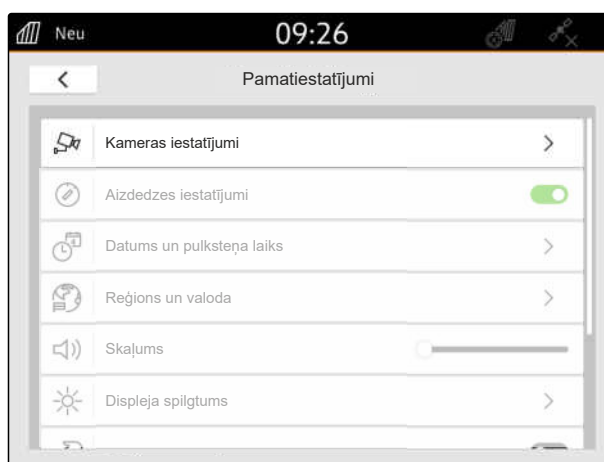 Neu
09:26
Pamatiestatījumi
Kameras iestatījumi
Aizdedzes iestatījumi
Datums un pulksteņa laiks
Reģions un valoda
Skaļums
Displeja spilgtums